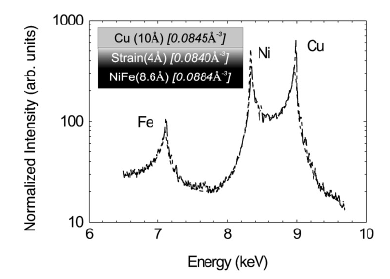 Normalized Intensity (arb. units)
1000
100
10
Cu (10Å) [0.0845Å-3]
Strain(4Å) [0.0840Å-3]
NiFe(8.6Å) [0.0864Å-3]
Fe
Ni
Cu
6 7 8 9 10
Energy (keV)